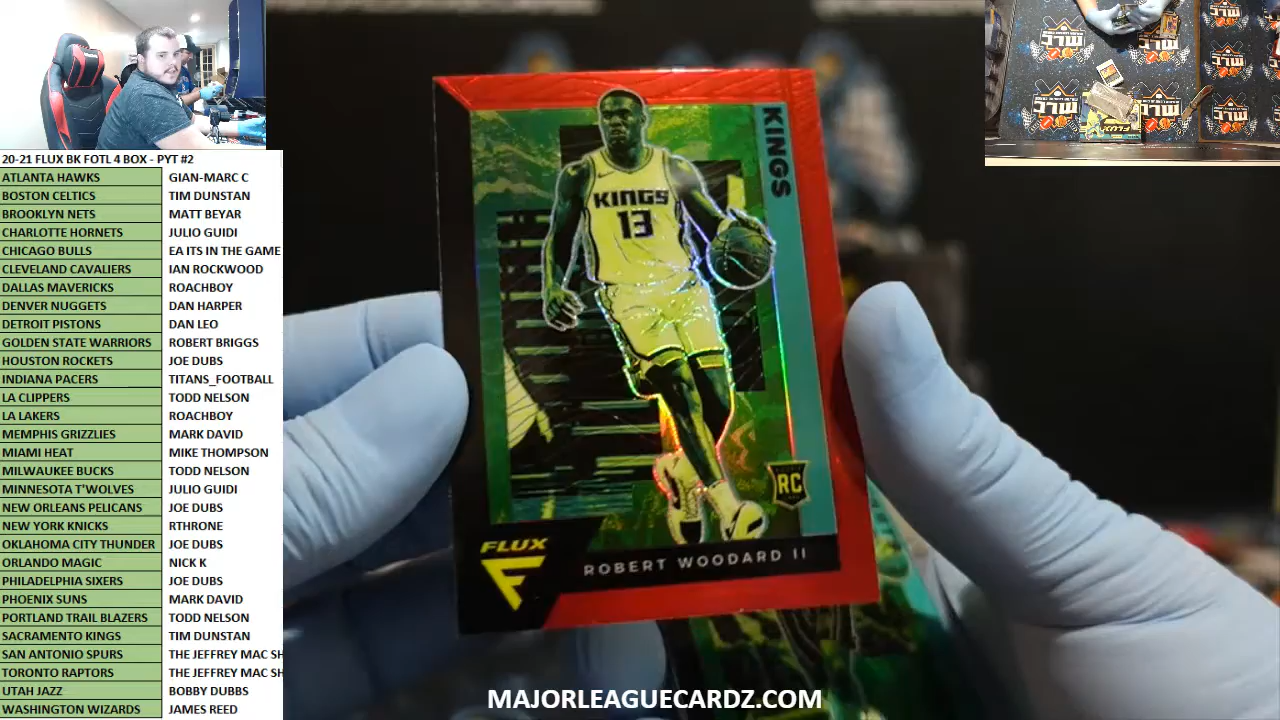 20-21 FLUX BK FOTL 4 BOX - PYT #2
ATLANTA HAWKS GIAN-MARC C
BOSTON CELTICS TIM DUNSTAN
BROOKLYN NETS MATT BEYAR
CHARLOTTE HORNETS JULIO GUIDI
CHICAGO BULLS EA ITS IN THE GAME
CLEVELAND CAVALIERS IAN ROCKWOOD
DALLAS MAVERICKS ROACHBOY
DENVER NUGGETS DAN HARPER
DETROIT PISTONS DAN LEO
GOLDEN STATE WARRIORS ROBERT BRIGGS
HOUSTON ROCKETS JOE DUBS
INDIANA PACERS TITANS_FOOTBALL
LA CLIPPERS TODD NELSON
LA LAKERS ROACHBOY
MEMPHIS GRIZZLIES MARK DAVID
MIAMI HEAT MIKE THOMPSON
MILWAUKEE BUCKS TODD NELSON
MINNESOTA T'WOLVES JULIO GUIDI
NEW ORLEANS PELICANS JOE DUBS
NEW YORK KNICKS RTHRONE
OKLAHOMA CITY THUNDER JOE DUBS
ORLANDO MAGIC NICK K
PHILADELPHIA SIXERS JOE DUBS
PHOENIX SUNS MARK DAVID
PORTLAND TRAIL BLAZERS TODD NELSON
SACRAMENTO KINGS TIM DUNSTAN
SAN ANTONIO SPURS THE JEFFREY MAC SH
TORONTO RAPTORS THE JEFFREY MAC SH
UTAH JAZZ BOBBY DUBBS
WASHINGTON WIZARDS JAMES REED
KINGS
KINGS
13
RC
FLUX
ROBERT WOODARD II
MAJORLEAGUECARDZ.COM
FLUX